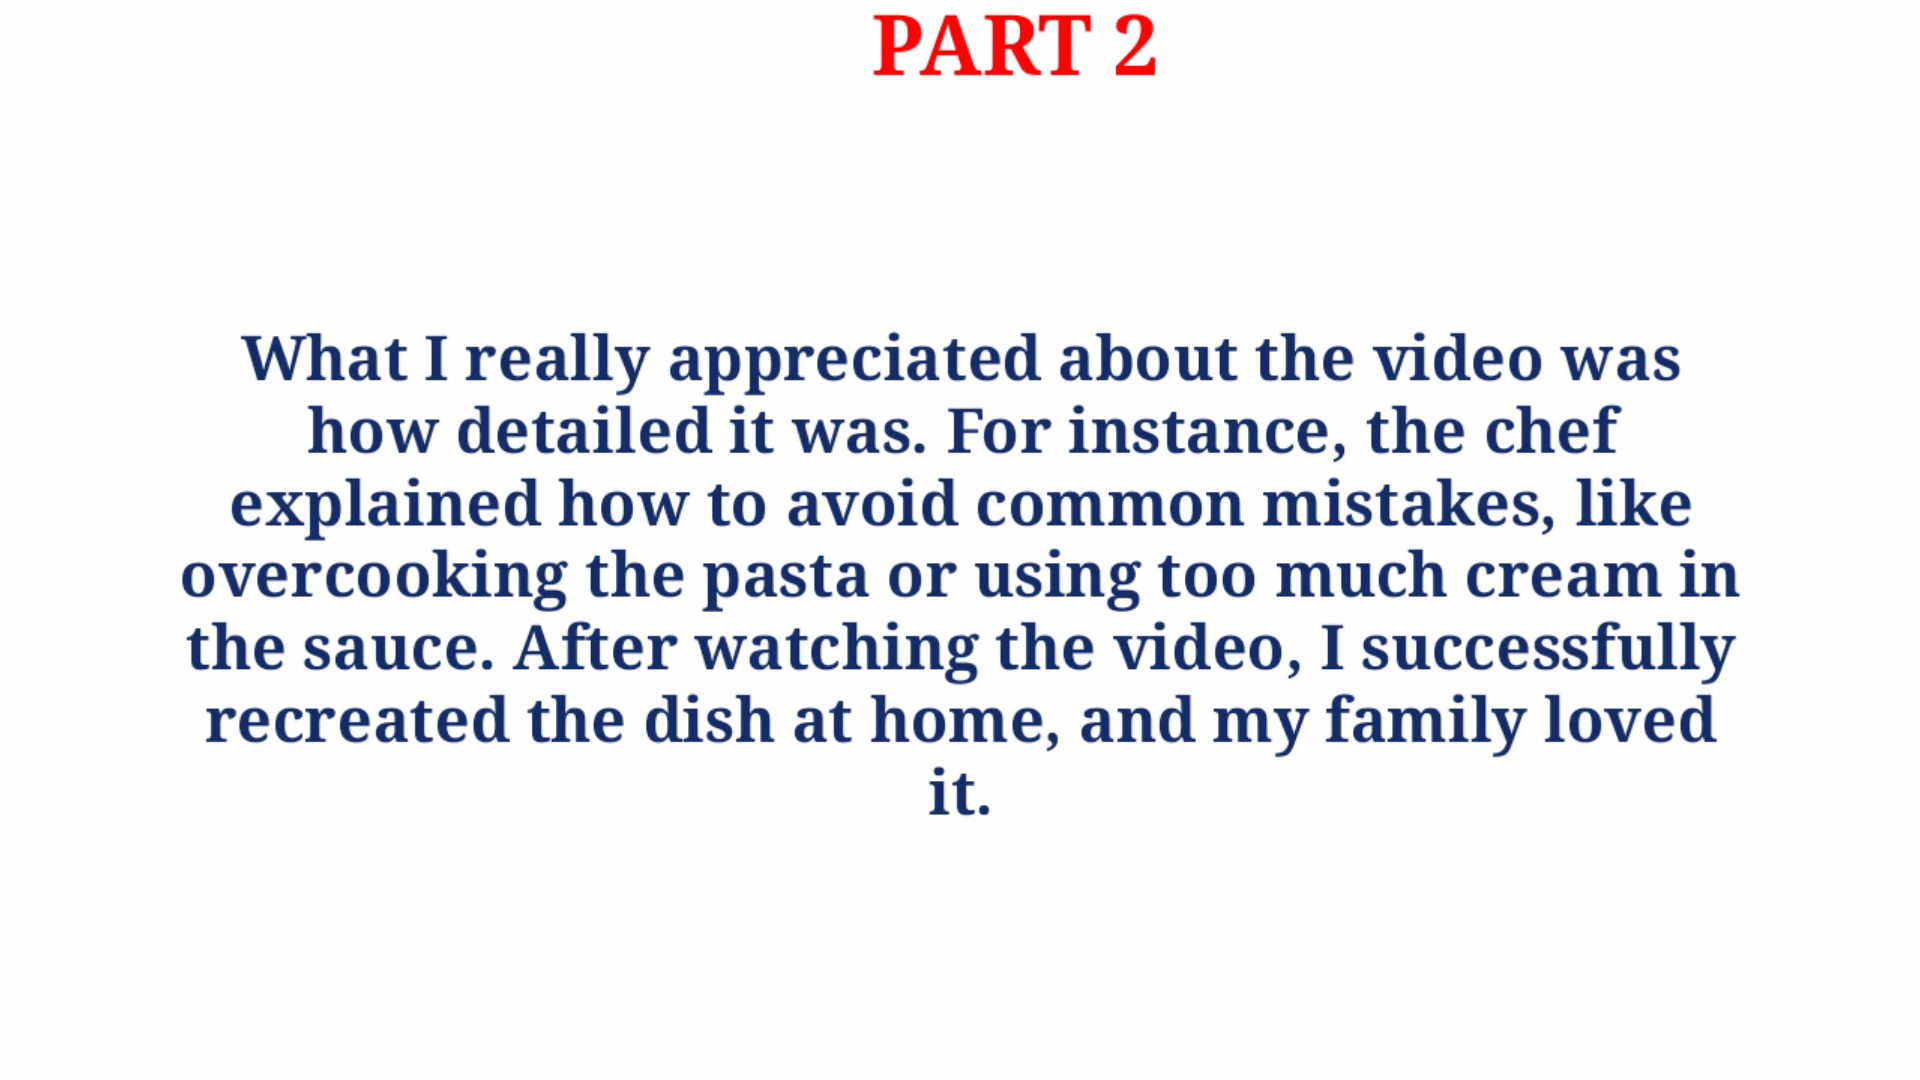 PART 2
What I really appreciated about the video was
how detailed it was. For instance, the chef
explained how to avoid common mistakes, like
overcooking the pasta or using too much cream in
the sauce. After watching the video, I successfully
recreated the dish at home, and my family loved
it.